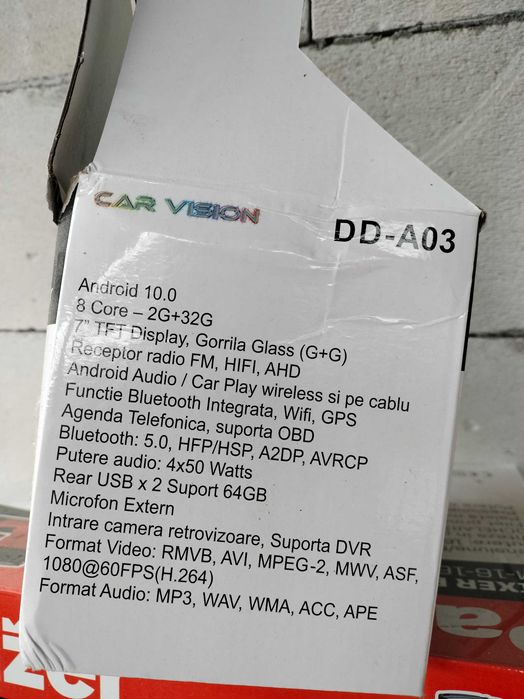 CAR VISION
DD-A03
Android 10.0
8 Core – 2G+32G
7" TFT Display, Gorrila Glass (G+G)
Receptor radio FM, HIFI, AHD
Android Audio / Car Play wireless si pe cablu
Functie Bluetooth Integrata, Wifi, GPS
Agenda Telefonica, suporta OBD
Bluetooth: 5.0, HFP/HSP, A2DP, AVRCP
Putere audio: 4x50 Watts
Rear USB x 2 Suport 64GB
Microfon Extern
Intrare camera retrovizoare, Suporta DVR
Format Video: RMVB, AVI, MPEG-2, MWV, ASF,
1080@60FPS(H.264)
Format Audio: MP3, WAV, WMA, ACC, APE